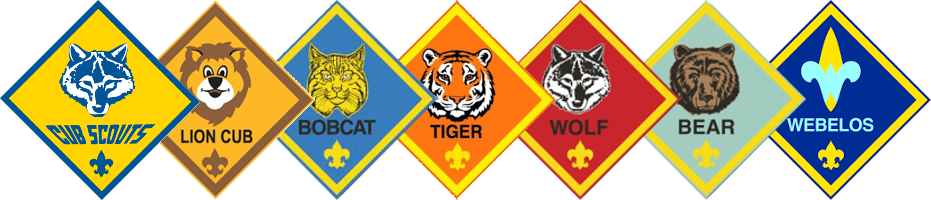 CUB SCOUTS
LION CUB
BOBCAT
TIGER
WOLF
BEAR
WEBELOS